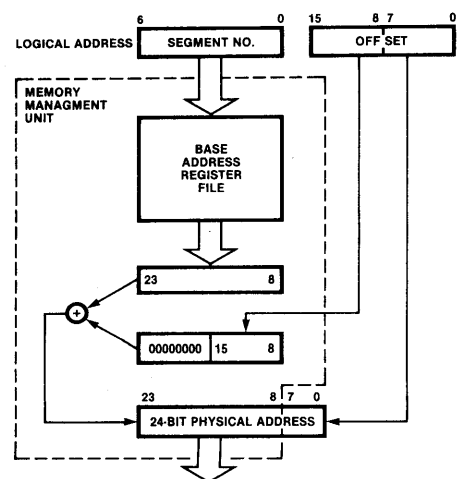 6 0 15 8 7 0
LOGICAL ADDRESS SEGMENT NO. OFF SET
MEMORY
MANAGMENT
UNIT
BASE
ADDRESS
REGISTER
FILE
23 8
+
00000000 15 8
23 8 7 0
24-BIT PHYSICAL ADDRESS